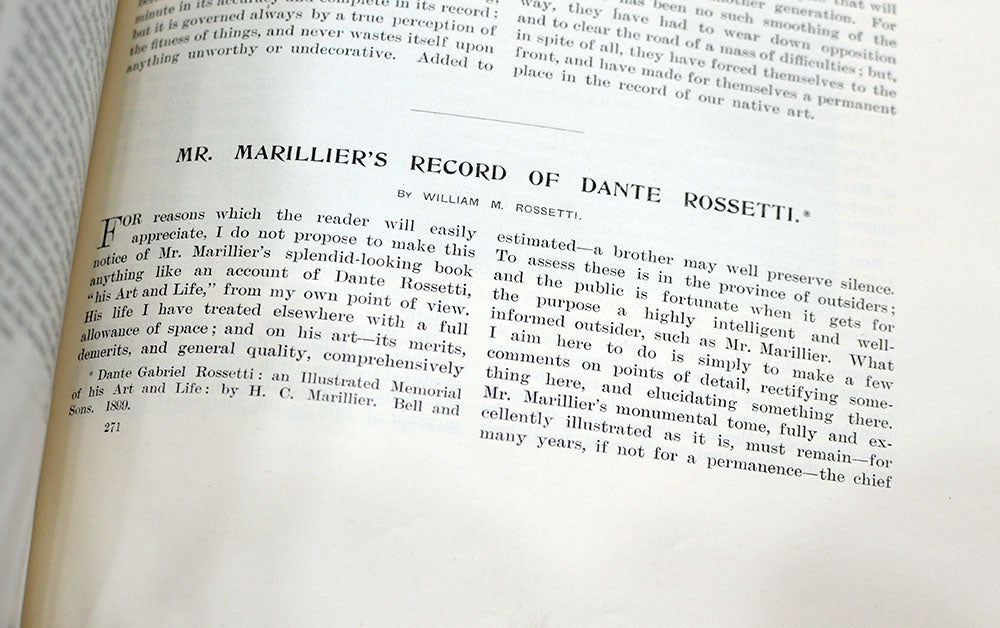 minute in its accuracy and complete in its record;
but it is governed always by a true perception of
the fitness of things, and never wastes itself upon
anything unworthy or undecorative. Added to
that will
another generation. For
has been no such smoothing of the
way, they have had to wear down opposition
and to clear the road of a mass of difficulties; but,
in spite of all, they have forced themselves to the
front, and have made for themselves a permanent
place in the record of our native art.
MR. MARILLIER'S RECORD OF DANTE ROSSETTI.*
BY WILLIAM M. ROSSETTI.
FOR reasons which the reader will easily
appreciate, I do not propose to make this
notice of Mr. Marillier's splendid-looking book
anything like an account of Dante Rossetti,
"his Art and Life," from my own point of view.
His life I have treated elsewhere with a full
allowance of space; and on his art—its merits,
demerits, and general quality, comprehensively
* Dante Gabriel Rossetti: an Illustrated Memorial
of his Art and Life: by H. C. Marillier. Bell and
Sons. 1899.
271
estimated—a brother may well preserve silence.
To assess these is in the province of outsiders;
and the public is fortunate when it gets for
the purpose a highly intelligent and well-
informed outsider, such as Mr. Marillier. What
I aim here to do is simply to make a few
comments on points of detail, rectifying some-
thing here, and elucidating something there.
Mr. Marillier's monumental tome, fully and ex-
cellently illustrated as it is, must remain—for
many years, if not for a permanence—the chief